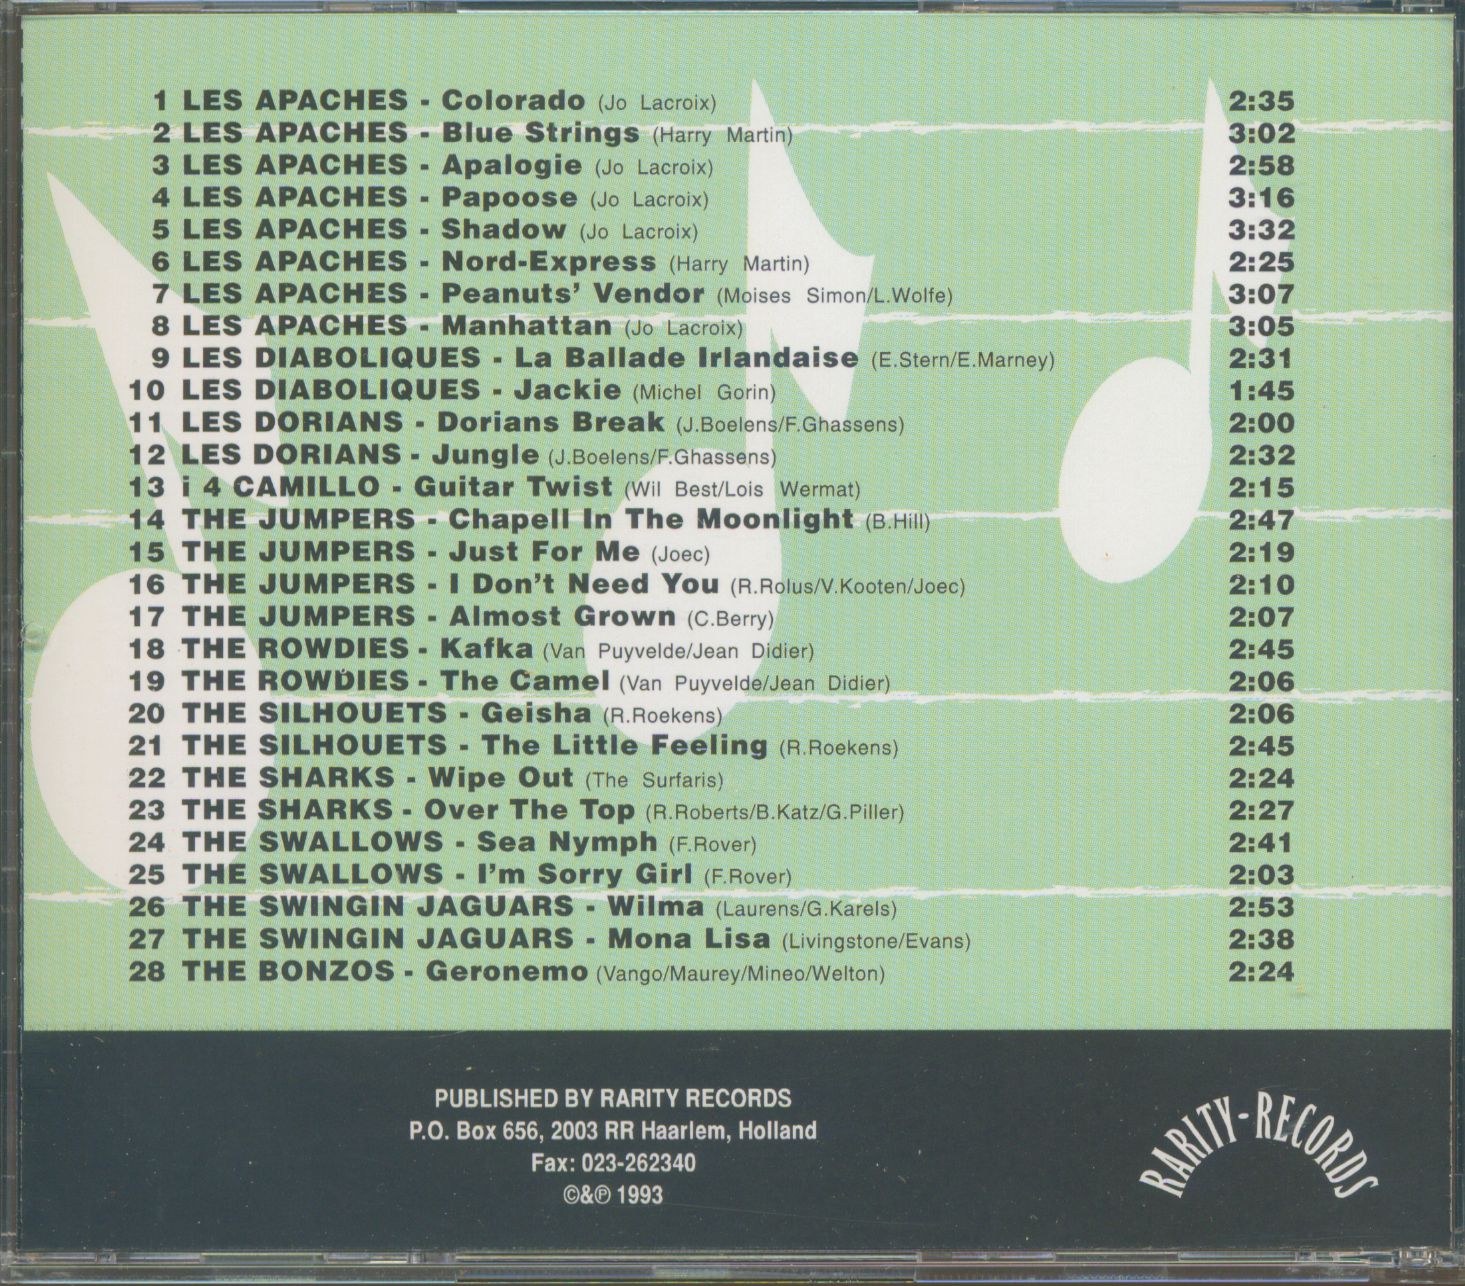 1 LES APACHES - Colorado (Jo Lacroix) 2:35
2 LES APACHES - Blue Strings (Harry Martin) 3:02
3 LES APACHES - Apalogie (Jo Lacroix) 2:58
4 LES APACHES - Papoose (Jo Lacroix) 3:16
5 LES APACHES - Shadow (Jo Lacroix) 3:32
6 LES APACHES - Nord-Express (Harry Martin) 2:25
7 LES APACHES - Peanuts' Vendor (Moises Simon/L.Wolfe) 3:07
8 LES APACHES - Manhattan (Jo Lacroix) 3:05
9 LES DIABOLIQUES - La Ballade Irlandaise (E.Stern/E.Marney) 2:31
10 LES DIABOLIQUES - Jackie (Michel Gorin) 1:45
11 LES DORIANS - Dorians Break (J.Boelens/F.Ghassens) 2:00
12 LES DORIANS - Jungle (J.Boelens/F.Ghassens) 2:32
13 i 4 CAMILLO - Guitar Twist (Wil Best/Lois Wermat) 2:15
14 THE JUMPERS - Chapell In The Moonlight (B.Hill) 2:47
15 THE JUMPERS - Just For Me (Joec) 2:19
16 THE JUMPERS - I Don't Need You (R.Rolus/V.Kooten/Joec) 2:10
17 THE JUMPERS - Almost Grown (C.Berry) 2:07
18 THE ROWDIES - Kafka (Van Puyvelde/Jean Didier) 2:45
19 THE ROWDIES - The Camel (Van Puyvelde/Jean Didier) 2:06
20 THE SILHOUETS - Geisha (R.Roekens) 2:06
21 THE SILHOUETS - The Little Feeling (R.Roekens) 2:45
22 THE SHARKS - Wipe Out (The Surfaris) 2:24
23 THE SHARKS - Over The Top (R.Roberts/B.Katz/G.Piller) 2:27
24 THE SWALLOWS - Sea Nymph (F.Rover) 2:41
25 THE SWALLOWS - I'm Sorry Girl (F.Rover) 2:03
26 THE SWINGIN JAGUARS - Wilma (Laurens/G.Karels) 2:53
27 THE SWINGIN JAGUARS - Mona Lisa (Livingstone/Evans) 2:38
28 THE BONZOS - Geronemo (Vango/Maurey/Mineo/Welton) 2:24
PUBLISHED BY RARITY RECORDS
P.O. Box 656, 2003 RR Haarlem, Holland
Fax: 023-262340
©&℗ 1993
RARITY-RECORDS